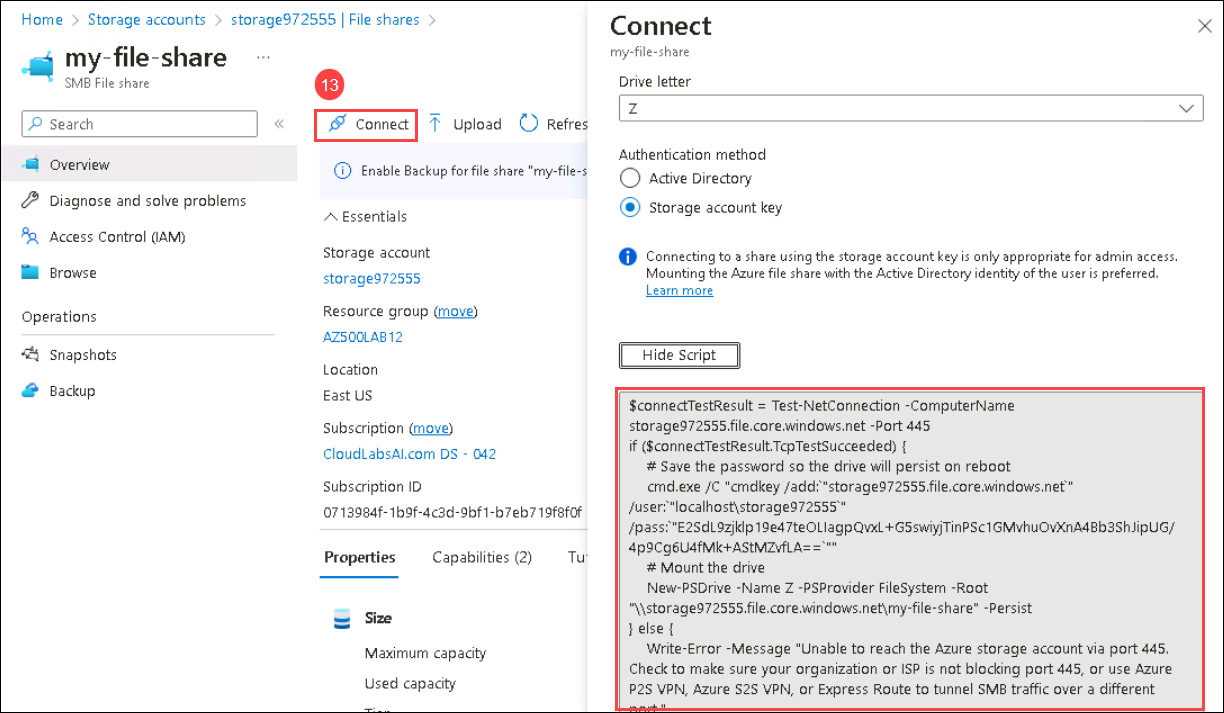 Home > Storage accounts > storage972555 | File shares >
my-file-share ...
SMB File share
Search
«
Overview
Diagnose and solve problems
Access Control (IAM)
Browse
Operations
Snapshots
Backup
13
Connect
Upload
Refres
Enable Backup for file share "my-file-s
Essentials
Storage account
storage972555
Resource group (move)
AZ500LAB12
Location
East US
Subscription (move)
CloudLabsAI.com DS - 042
Subscription ID
0713984f-1b9f-4c3d-9bf1-b7eb719f8f0f
Properties
Capabilities (2)
Tu
Size
Maximum capacity
Used capacity
Connect
my-file-share
Drive letter
Z
Authentication method
Active Directory
Storage account key
Connecting to a share using the storage account key is only appropriate for admin access.
Mounting the Azure file share with the Active Directory identity of the user is preferred.
Learn more
Hide Script
$connectTestResult = Test-NetConnection -ComputerName
storage972555.file.core.windows.net -Port 445
if ($connectTestResult.TcpTestSucceeded) {
# Save the password so the drive will persist on reboot
cmd.exe /C "cmdkey /add:`"storage972555.file.core.windows.net`"
/user:`"localhost\storage972555`"
/pass:`"E2SdL9zjklp19e47teOLIagpQvxL+G5swiyjTinPSc1GMvhuOvXnA4Bb3ShJipUG/
4p9Cg6U4fMk+AStMZvfLA==`""
# Mount the drive
New-PSDrive -Name Z -PSProvider FileSystem -Root
"\\storage972555.file.core.windows.net\my-file-share" -Persist
} else {
Write-Error -Message "Unable to reach the Azure storage account via port 445.
Check to make sure your organization or ISP is not blocking port 445, or use Azure
P2S VPN, Azure S2S VPN, or Express Route to tunnel SMB traffic over a different
port."